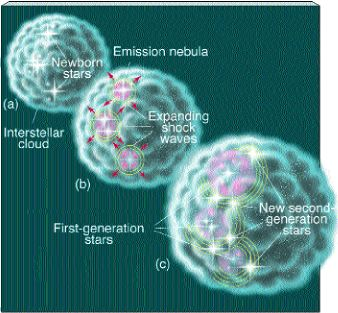 Emission nebula
Newborn
stars
(a)
Interstellar
cloud
Expanding
shock
waves
(b)
First-generation
stars
New second-
generation
stars
(c)